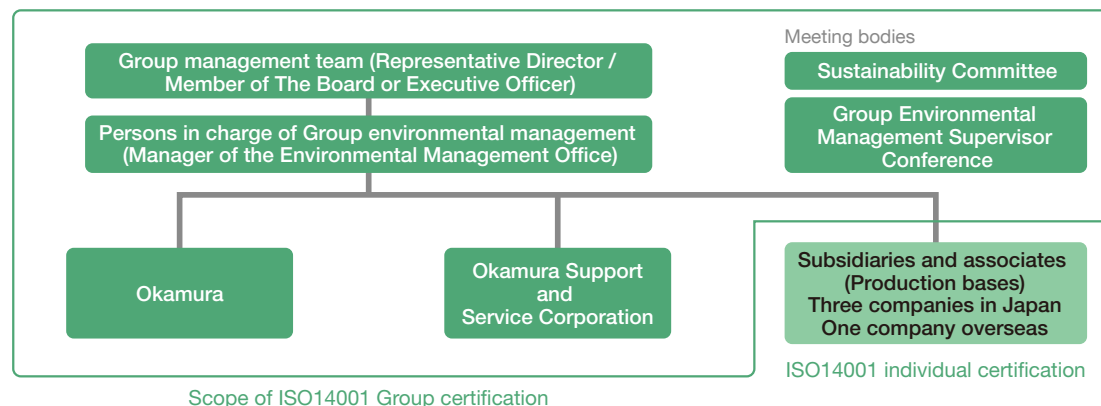 Group management team (Representative Director /
Member of The Board or Executive Officer)
Persons in charge of Group environmental management
(Manager of the Environmental Management Office)
Meeting bodies
Sustainability Committee
Group Environmental
Management Supervisor
Conference
Okamura
Okamura Support
and
Service Corporation
Subsidiaries and associates
(Production bases)
Three companies in Japan
One company overseas
ISO14001 individual certification
Scope of ISO14001 Group certification